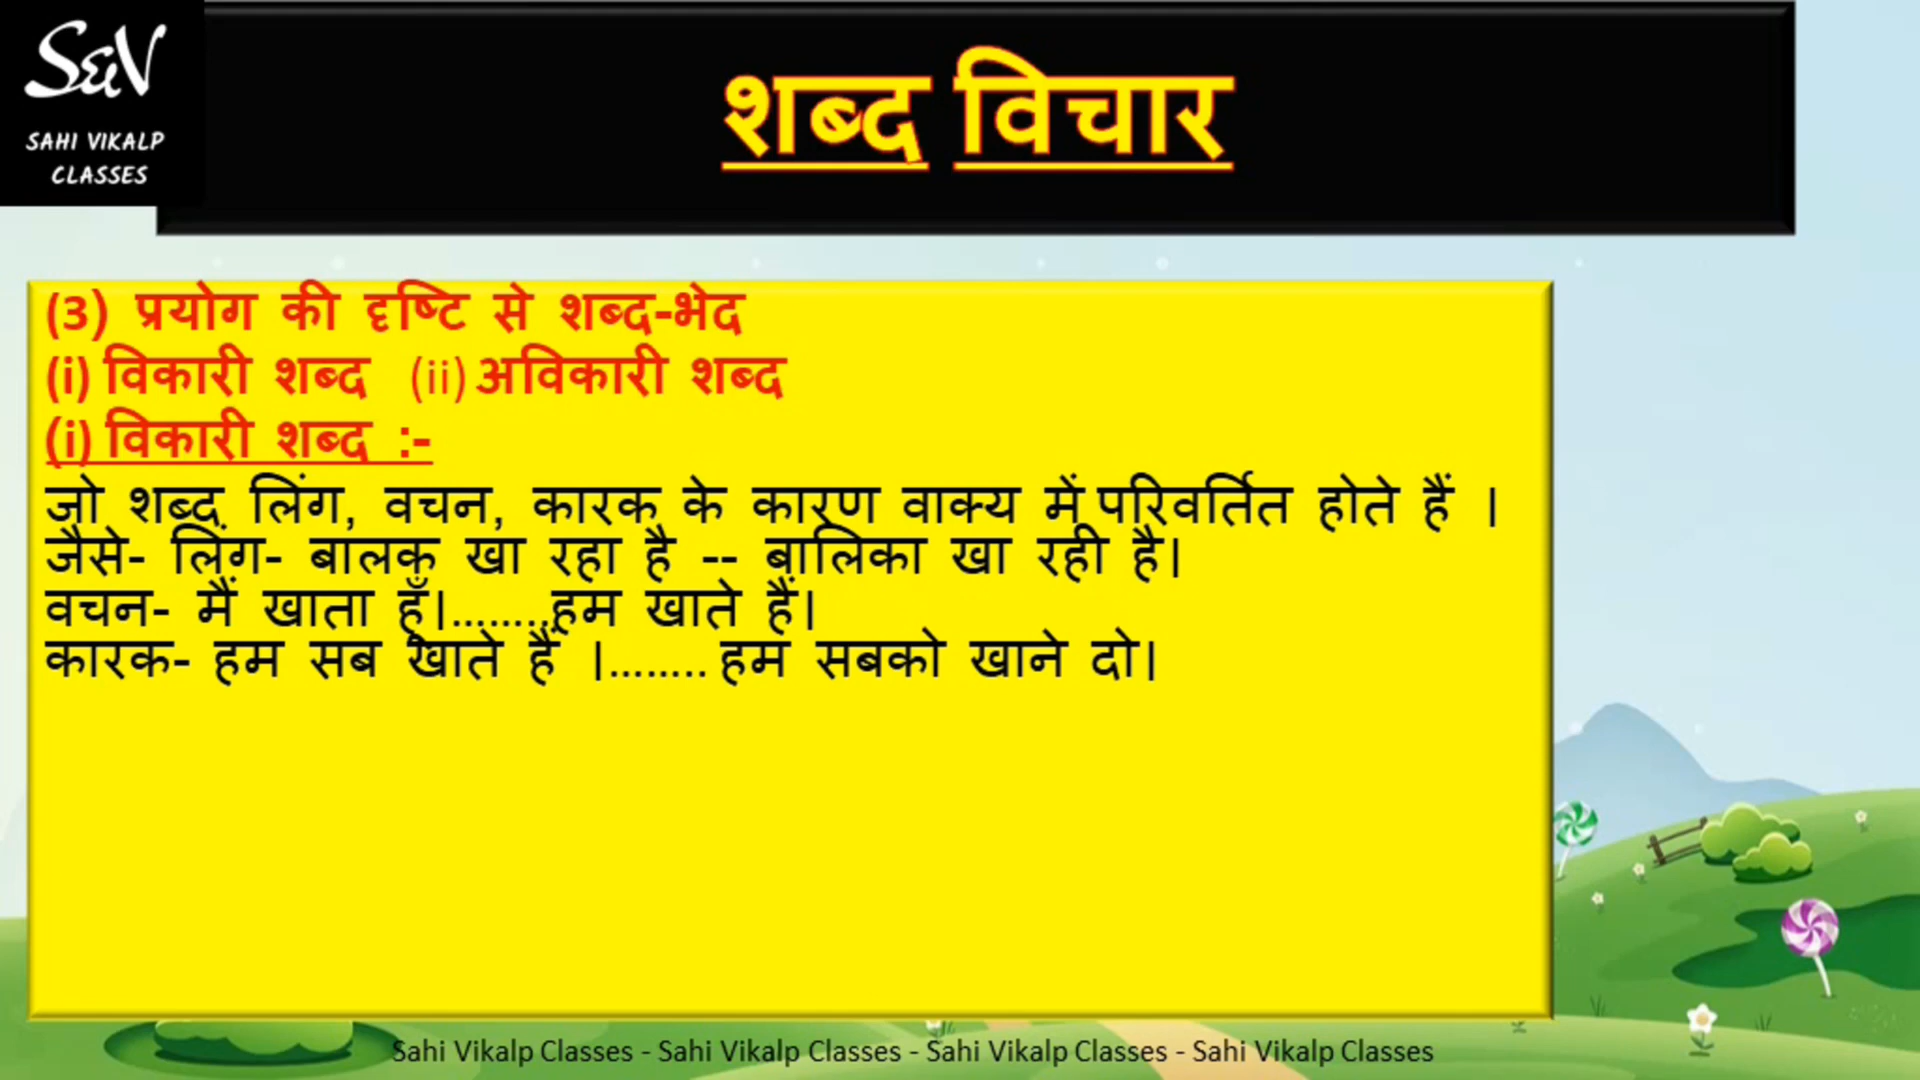 S&V
SAHI VIKALP
CLASSES
शब्द विचार
(3) प्रयोग की दृष्टि से शब्द-भेद
(i) विकारी शब्द (ii) अविकारी शब्द
(i) विकारी शब्द :-
जो शब्द लिंग, वचन, कारक के कारण वाक्य में परिवर्तित होते हैं ।
जैसे- लिंग- बालक खा रहा है -- बालिका खा रही है।
वचन- मैं खाता हूँ।........हम खाते हैं।
कारक- हम सब खाते हैं ।........ हम सबको खाने दो।
Sahi Vikalp Classes - Sahi Vikalp Classes - Sahi Vikalp Classes - Sahi Vikalp Classes